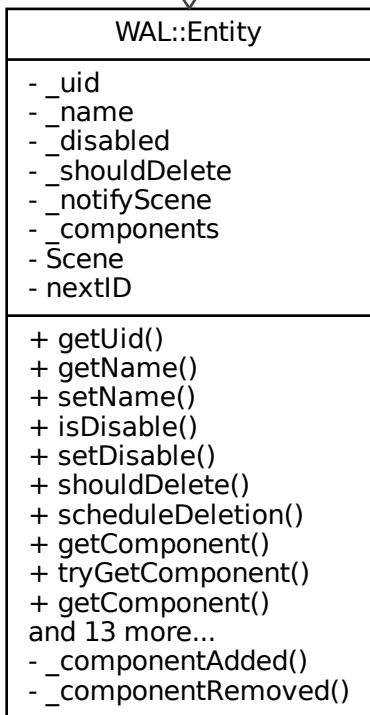 WAL::Entity
- _uid
- _name
- _disabled
- _shouldDelete
- _notifyScene
- _components
- Scene
- nextID
+ getUid()
+ getName()
+ setName()
+ isDisable()
+ setDisable()
+ shouldDelete()
+ scheduleDeletion()
+ getComponent()
+ tryGetComponent()
+ getComponent()
and 13 more...
- _componentAdded()
- _componentRemoved()